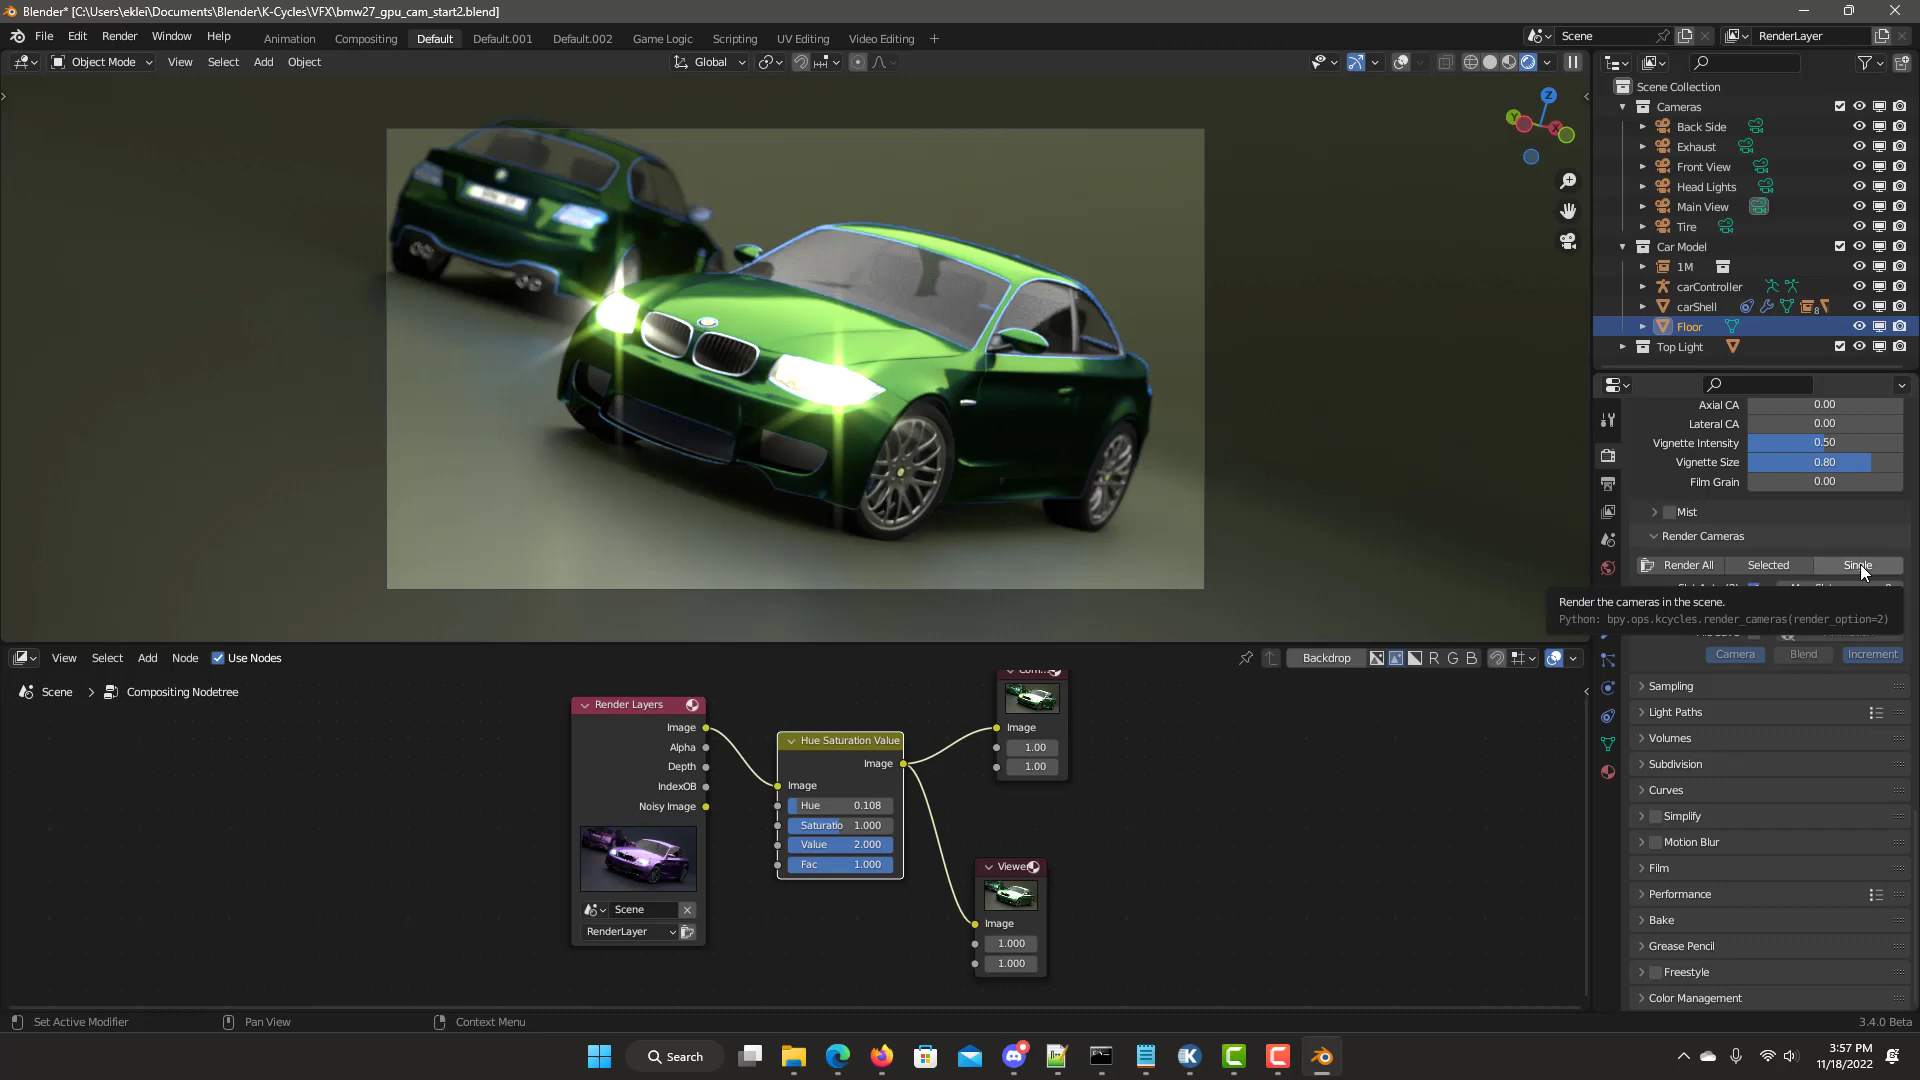 Blender* [C:\Users\eklei\Documents\Blender\K-Cycles\VFX\bmw27_gpu_cam_start2.blend]
File Edit Render Window Help Animation Compositing Default Default.001 Default.002 Game Logic Scripting UV Editing Video Editing Scene RenderLayer
Object Mode View Select Add Object Global
Scene Collection
Cameras
Back Side
Exhaust
Front View
Head Lights
Main View
Tire
Car Model
1M
carController
carShell 8
Floor
Top Light
Z
Y
X
Axial CA 0.00
Lateral CA 0.00
Vignette Intensity 0.50
Vignette Size 0.80
Film Grain 0.00
Mist
Render Cameras
Render All Selected Single
Render the cameras in the scene.
Python: bpy.ops.kcycles.render_cameras(render_option=2)
Camera Blend Increment
Sampling
Light Paths
Volumes
Subdivision
Curves
Simplify
Motion Blur
Film
Performance
Bake
Grease Pencil
Freestyle
Color Management
View Select Add Node Use Nodes Backdrop R G B
Scene Compositing Nodetree
Render Layers
Image
Alpha
Depth
IndexOB
Noisy Image
Scene
RenderLayer
Hue Saturation Value
Image
Image
Hue 0.108
Saturatio 1.000
Value 2.000
Fac 1.000
Image
1.00
1.00
Viewe
Image
1.000
1.000
Set Active Modifier Pan View Context Menu 3.4.0 Beta
Search
3:57 PM
11/18/2022